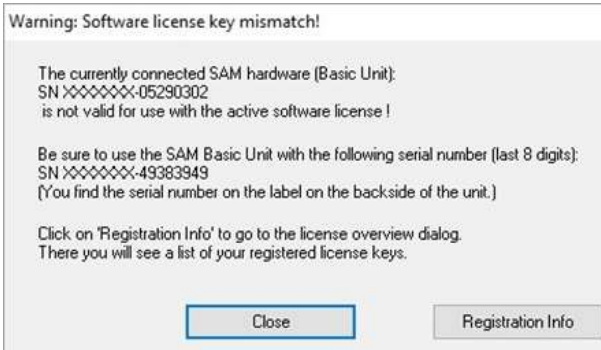 Warning: Software license key mismatch!
The currently connected SAM hardware (Basic Unit):
SN XXXXXXX-05290302
is not valid for use with the active software license !
Be sure to use the SAM Basic Unit with the following serial number (last 8 digits):
SN XXXXXXX-49383949
(You find the serial number on the label on the backside of the unit.)
Click on 'Registration Info' to go to the license overview dialog.
There you will see a list of your registered license keys.
Close
Registration Info